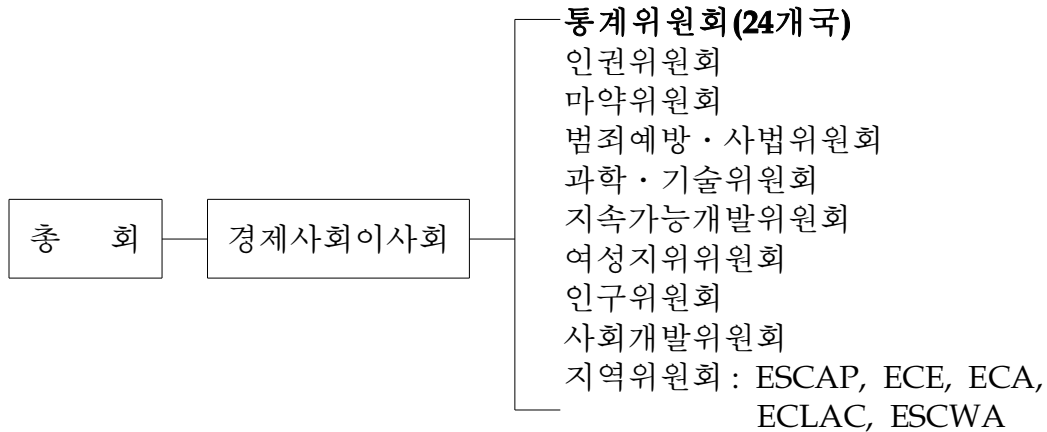 통계위원회(24개국)
인권위원회
마약위원회
범죄예방·사법위원회
과학·기술위원회
지속가능개발위원회
총 회
경제사회이사회
여성지위위원회
인구위원회
사회개발위원회
지역위원회 : ESCAP, ECE, ECA,
ECLAC, ESCWA